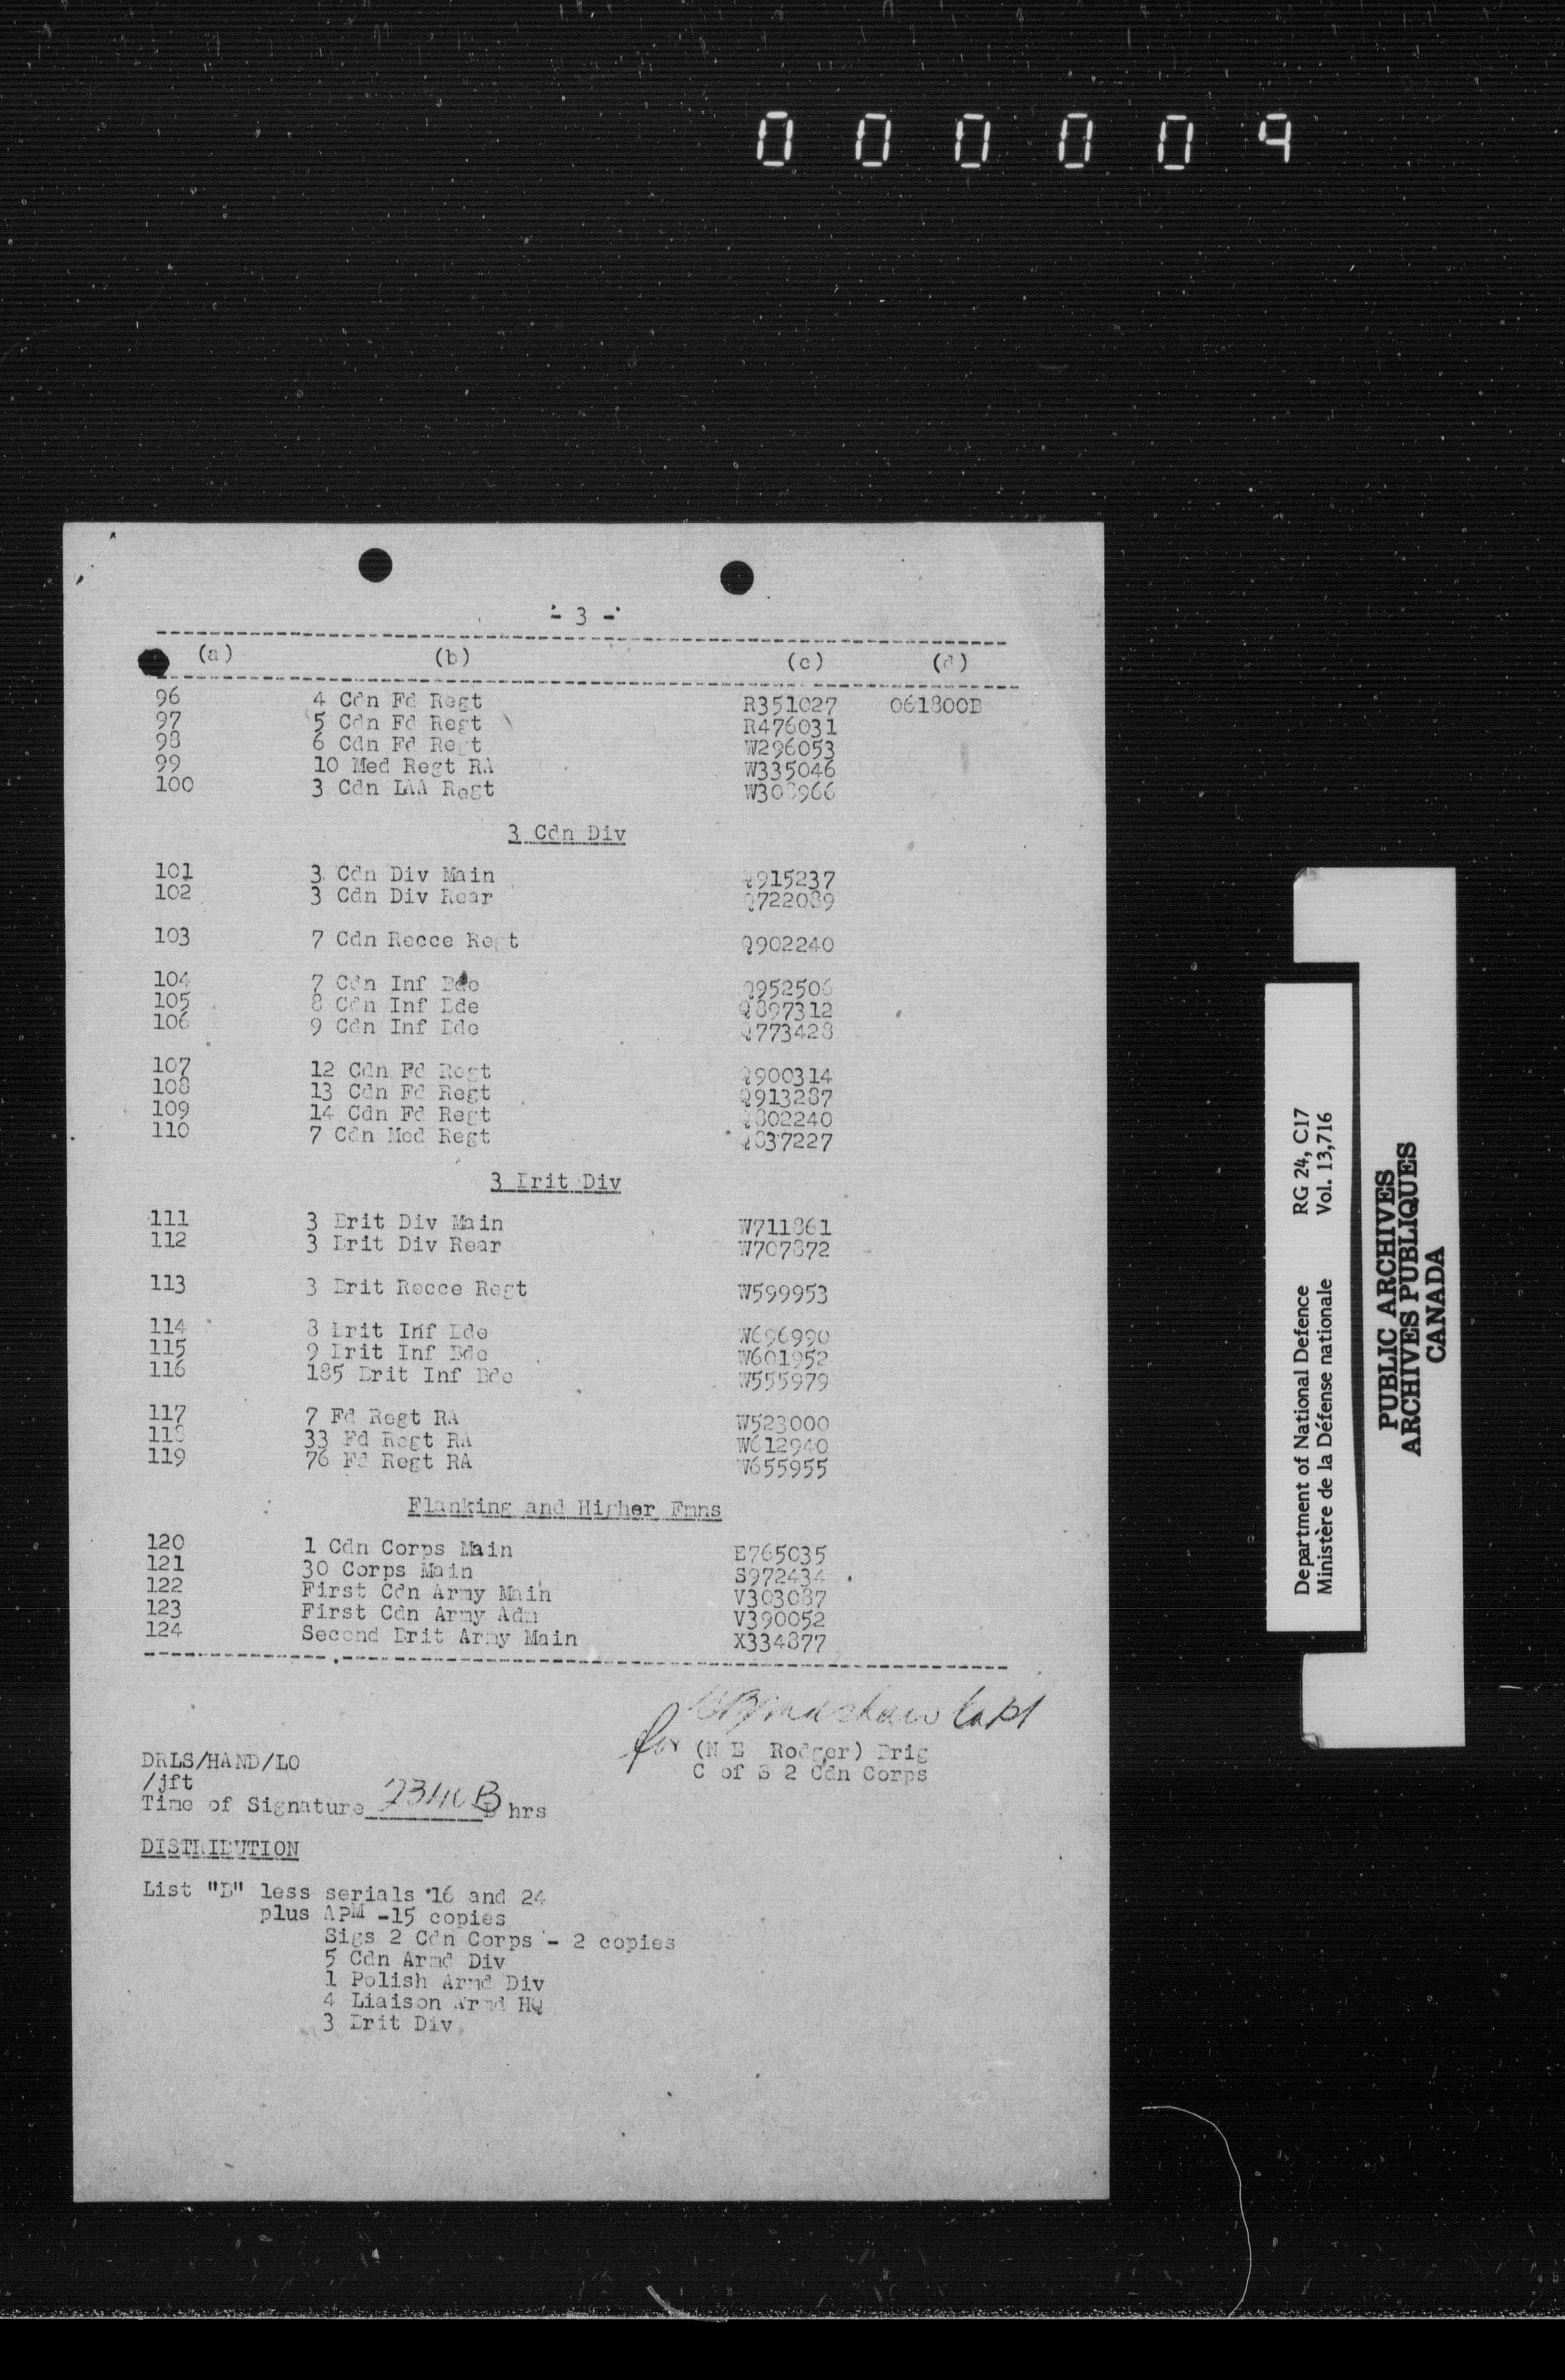 000009
- 3 -
(a) (b) (c) (d)
96 4 Cdn Fd Regt R351027 061800B
97 5 Cdn Fd Regt R476031
98 6 Cdn Fd Regt W296053
99 10 Med Regt RA W335046
100 3 Cdn LAA Regt W308966
3 Cdn Div
101 3 Cdn Div Main Q915237
102 3 Cdn Div Rear Q722089
103 7 Cdn Recce Regt Q902240
104 7 Cdn Inf Bde Q952506
105 8 Cdn Inf Bde Q897312
106 9 Cdn Inf Bde Q773428
107 12 Cdn Fd Regt Q900314
108 13 Cdn Fd Regt Q913287
109 14 Cdn Fd Regt Q802240
110 7 Cdn Med Regt Q837227
3 Brit Div
111 3 Brit Div Main W711861
112 3 Brit Div Rear W707872
113 3 Brit Recce Regt W599953
114 8 Brit Inf Bde W696990
115 9 Brit Inf Bde W601952
116 185 Brit Inf Bde W555979
117 7 Fd Regt RA W523000
118 33 Fd Regt RA W612940
119 76 Fd Regt RA W655955
Flanking and Higher Fmns
120 1 Cdn Corps Main E765035
121 30 Corps Main S972434
122 First Cdn Army Main V303087
123 First Cdn Army Adm V390052
124 Second Brit Army Main X334877
Capt
for (N E Rodger) Brig
C of S 2 Cdn Corps
DRLS/HAND/LO
/jft
Time of Signature 2340B B hrs
DISTRIBUTION
List "B" less serials 16 and 24
plus APM -15 copies
Sigs 2 Cdn Corps - 2 copies
5 Cdn Armd Div
1 Polish Armd Div
4 Liaison Armd HQ
3 Brit Div
Department of National Defence RG 24, C17
Ministère de la Défense nationale Vol. 13,716
PUBLIC ARCHIVES
ARCHIVES PUBLIQUES
CANADA